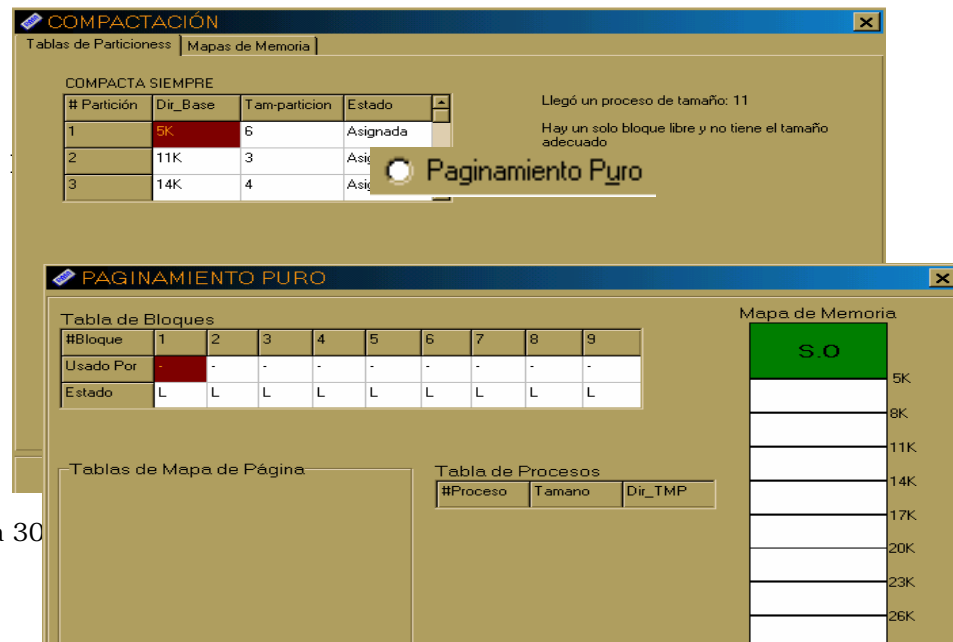 COMPACTACIÓN
Tablas de Particioness Mapas de Memoria
COMPACTA SIEMPRE
# Partición Dir_Base Tam-particion Estado
1 5K 6 Asignada
2 11K 3
3 14K 4
Llegó un proceso de tamaño: 11
Hay un solo bloque libre y no tiene el tamaño
adecuado
Paginamiento Puro
PAGINAMIENTO PURO
Tabla de Bloques
#Bloque 1 2 3 4 5 6 7 8 9
Usado Por - - - - - - - - -
Estado L L L L L L L L L
Mapa de Memoria
S.O
5K
8K
11K
14K
17K
20K
23K
26K
Tablas de Mapa de Página
Tabla de Procesos
#Proceso Tamano Dir_TMP
30